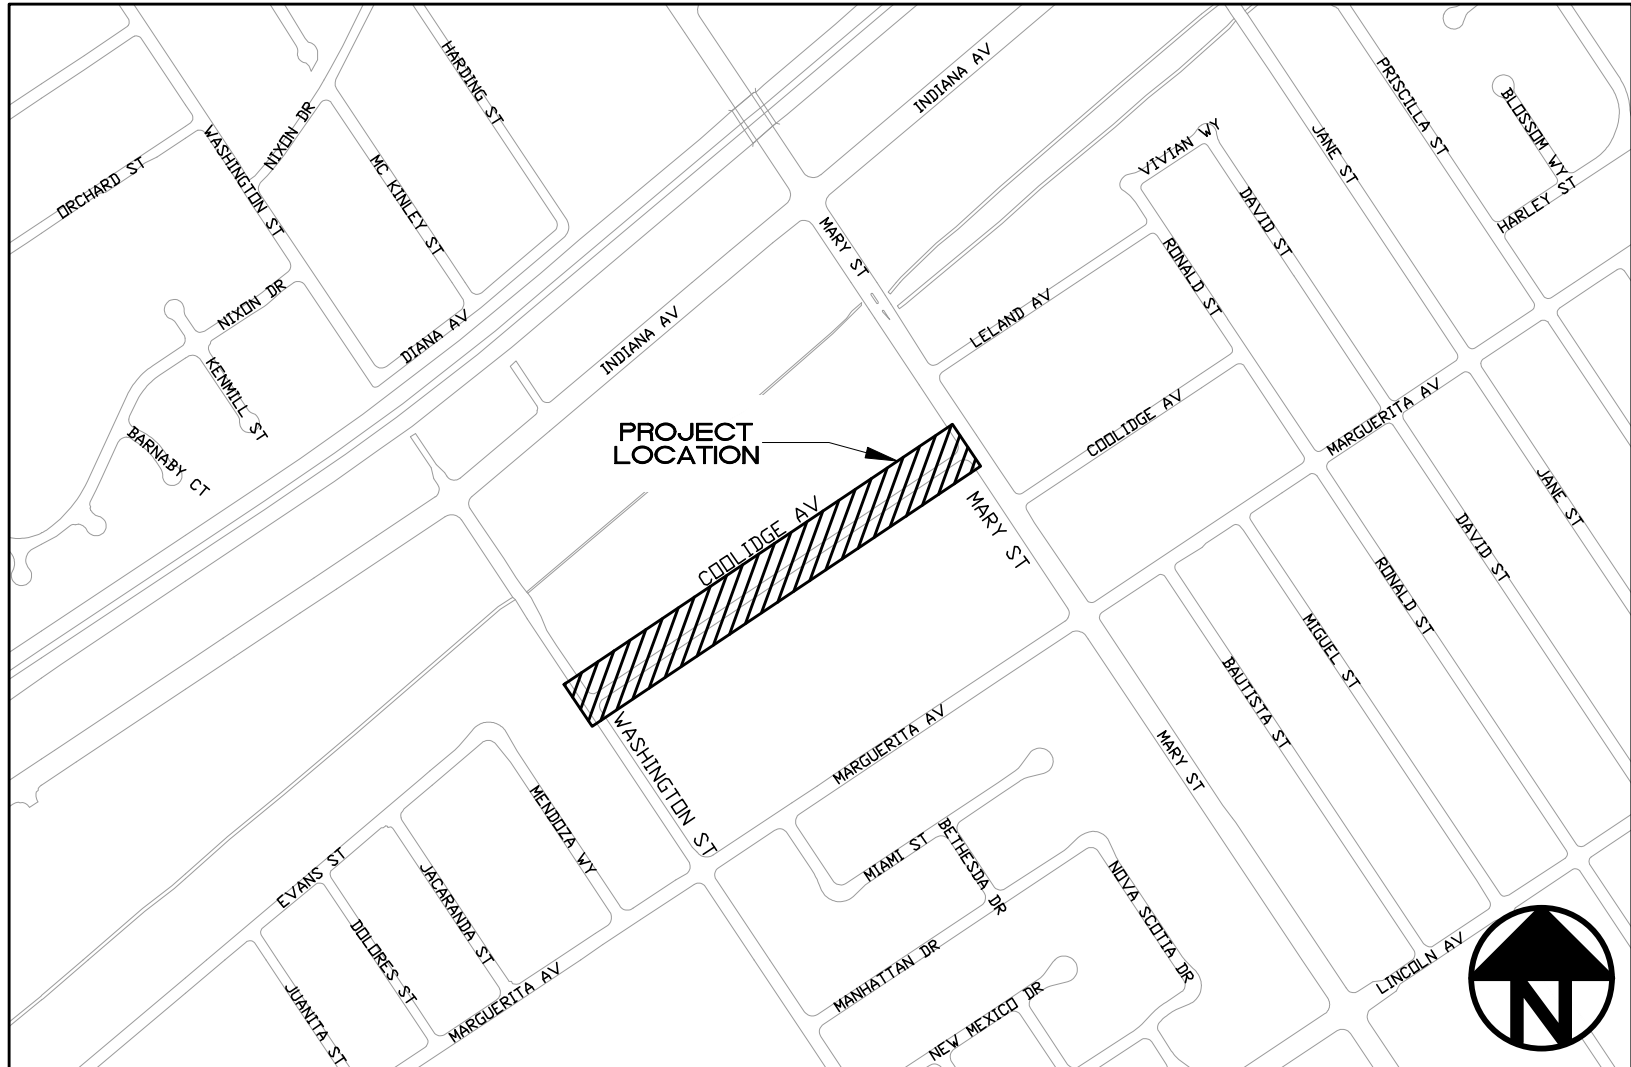 HARDING ST
INDIANA AV
PRISCILLA ST
BLOSSOM WY
NIXON DR
WASHINGTON ST
JANE ST
VIVIAN WY
ORCHARD ST
MC KINLEY ST
DAVID ST
HARLEY ST
MARY ST
RONALD ST
NIXON DR
LELAND AV
DIANA AV
INDIANA AV
KENMILL ST
COOLIDGE AV
MARGUERITA AV
PROJECT
LOCATION
BARNABY CT
JANE ST
MARY ST
COOLIDGE AV
DAVID ST
RONALD ST
MIGUEL ST
BAUTISTA ST
WASHINGTON ST
MARGUERITA AV
MARY ST
MENDOZA WY
MIAMI ST
BETHESDA DR
EVANS ST
JACARANDA ST
NOVA SCOTIA DR
DOLORES ST
MANHATTAN DR
LINCOLN AV
MARGUERITA AV
JUANITA ST
NEW MEXICO DR
N